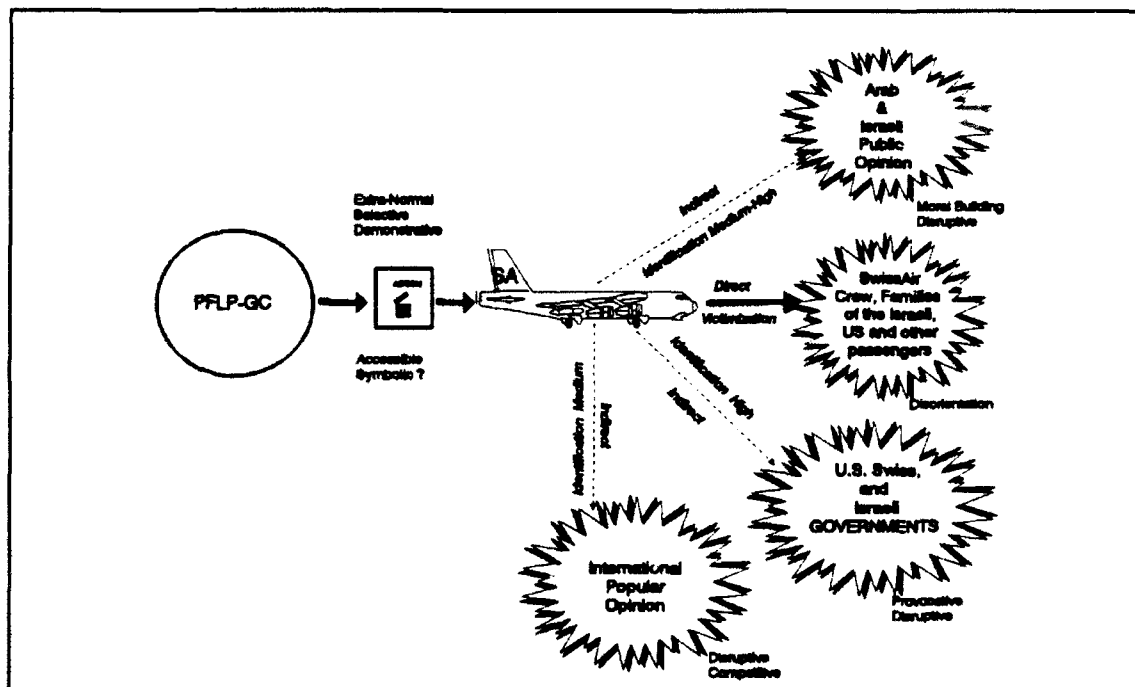 Arab
&
Israeli
Public
Opinion
Moral Building
Disruptive
Indirect
Identification Medium-High
Extra-Normal
Selective
Demonstrative
PFLP-GC
SA
Accessible
Symbolic ?
Direct
Victimization
SwissAir
Crew, Families
of the Israeli,
US and other
passengers
Disorientation
Identification High
Indirect
Identification Medium
Indirect
U.S. Swiss,
and
Israeli
GOVERNMENTS
Provocative
Disruptive
International
Popular
Opinion
Disruptive
Competitive